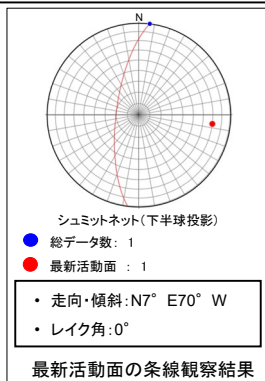 N
シュミットネット(下半球投影)
総データ数: 1
最新活動面 : 1
• 走向・傾斜:N7° E70° W
• レイク角:0°
最新活動面の条線観察結果